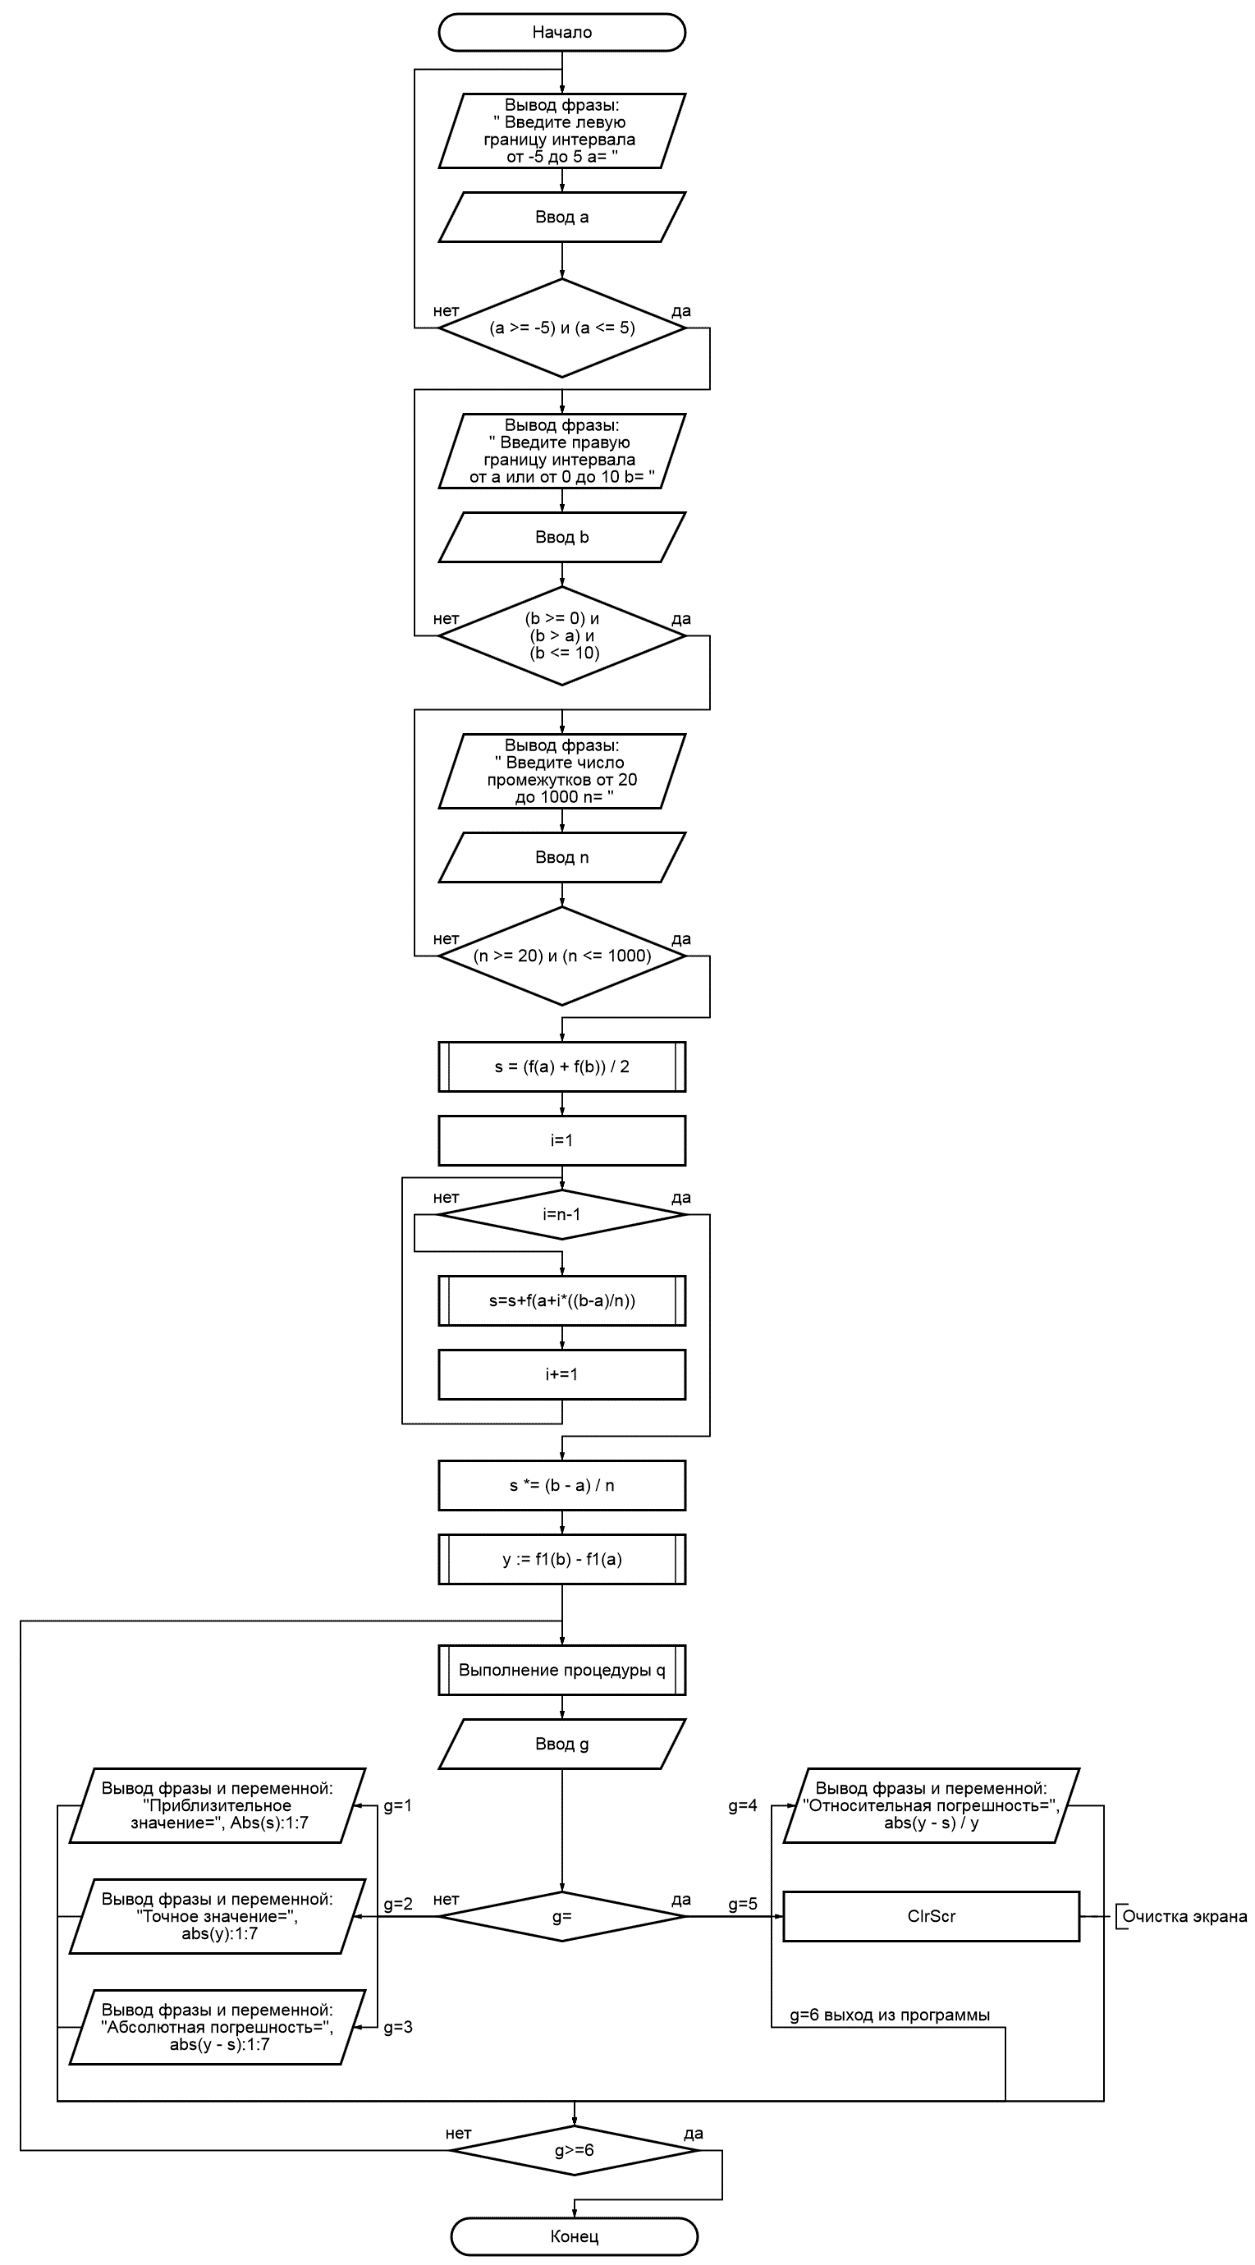 Начало
Вывод фразы:
" Введите левую
границу интервала
от -5 до 5 a= "
Ввод a
нет
да
(a >= -5) и (a <= 5)
Вывод фразы:
" Введите правую
границу интервала
от a или от 0 до 10 b= "
Ввод b
нет
да
(b >= 0) и
(b > a) и
(b <= 10)
Вывод фразы:
" Введите число
промежутков от 20
до 1000 n= "
Ввод n
нет
да
(n >= 20) и (n <= 1000)
s = (f(a) + f(b)) / 2
i=1
нет
да
i=n-1
s=s+f(a+i*((b-a)/n))
i+=1
s *= (b - a) / n
y := f1(b) - f1(a)
Выполнение процедуры q
Ввод g
Вывод фразы и переменной:
"Приблизительное
значение=", Abs(s):1:7
g=1
g=4
Вывод фразы и переменной:
"Относительная погрешность=",
abs(y - s) / y
Вывод фразы и переменной:
"Точное значение=",
abs(y):1:7
g=2
нет
g=
да
g=5
ClrScr
Очистка экрана
Вывод фразы и переменной:
"Абсолютная погрешность=",
abs(y - s):1:7
g=3
g=6 выход из программы
нет
да
g>=6
Конец